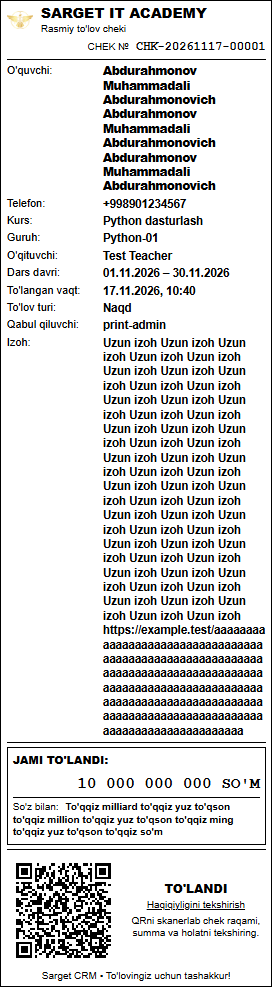 SARGET IT ACADEMY
Rasmiy to'lov cheki
CHEK № CHK-20261117-00001
O'quvchi: Abdurahmonov
Muhammadali
Abdurahmonovich
Abdurahmonov
Muhammadali
Abdurahmonovich
Abdurahmonov
Muhammadali
Abdurahmonovich
Telefon: +998901234567
Kurs: Python dasturlash
Guruh: Python-01
O'qituvchi: Test Teacher
Dars davri: 01.11.2026 – 30.11.2026
To'langan vaqt: 17.11.2026, 10:40
To'lov turi: Naqd
Qabul qiluvchi: print-admin
Izoh: Uzun izoh Uzun izoh Uzun
izoh Uzun izoh Uzun izoh
Uzun izoh Uzun izoh Uzun
izoh Uzun izoh Uzun izoh
Uzun izoh Uzun izoh Uzun
izoh Uzun izoh Uzun izoh
Uzun izoh Uzun izoh Uzun
izoh Uzun izoh Uzun izoh
Uzun izoh Uzun izoh Uzun
izoh Uzun izoh Uzun izoh
Uzun izoh Uzun izoh Uzun
izoh Uzun izoh Uzun izoh
Uzun izoh Uzun izoh Uzun
izoh Uzun izoh Uzun izoh
Uzun izoh Uzun izoh Uzun
izoh Uzun izoh Uzun izoh
Uzun izoh Uzun izoh Uzun
izoh Uzun izoh Uzun izoh
Uzun izoh Uzun izoh Uzun
izoh Uzun izoh Uzun izoh
https://example.test/aaaaaaaa
aaaaaaaaaaaaaaaaaaaaaaaaa
aaaaaaaaaaaaaaaaaaaaaaaaa
aaaaaaaaaaaaaaaaaaaaaaaaa
aaaaaaaaaaaaaaaaaaaaaaaaa
aaaaaaaaaaaaaaaaaaaaaaaaa
aaaaaaaaaaaaaaaaaaaaaaaaa
aaaaaaaaaaaaaaaaaaaaaa
JAMI TO'LANDI:
10 000 000 000 SO'M
So'z bilan: To'qqiz milliard to'qqiz yuz to'qson
to'qqiz million to'qqiz yuz to'qson to'qqiz ming
to'qqiz yuz to'qson to'qqiz so'm
TO'LANDI
Haqiqiyligini tekshirish
QRni skanerlab chek raqami,
summa va holatni tekshiring.
Sarget CRM • To'lovingiz uchun tashakkur!